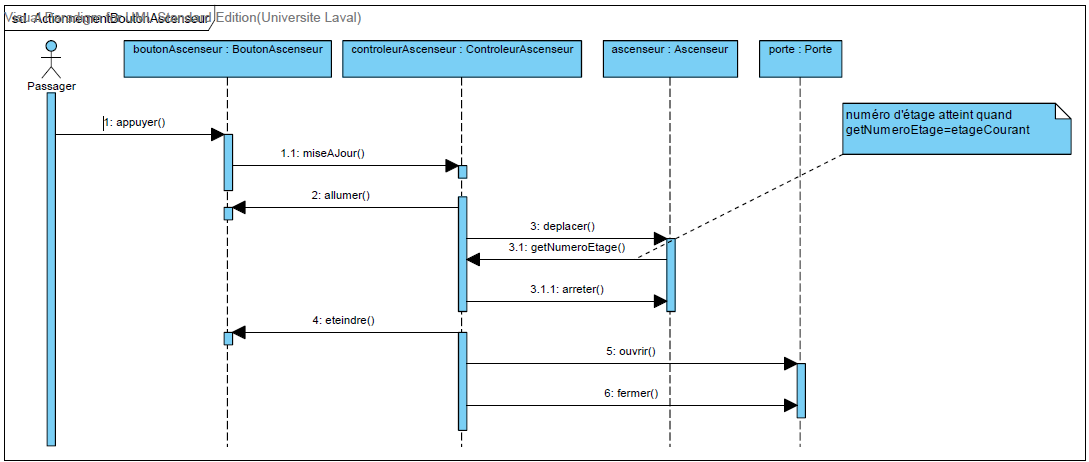 Visual Paradigm for UML Standard Edition(Universite Laval)
sd ActionnementBoutonAscenseur
boutonAscenseur : BoutonAscenseur
controleurAscenseur : ControleurAscenseur
ascenseur : Ascenseur
porte : Porte
Passager
numéro d'étage atteint quand
getNumeroEtage=etageCourant
1: appuyer()
1.1: miseAJour()
2: allumer()
3: deplacer()
3.1: getNumeroEtage()
3.1.1: arreter()
4: eteindre()
5: ouvrir()
6: fermer()